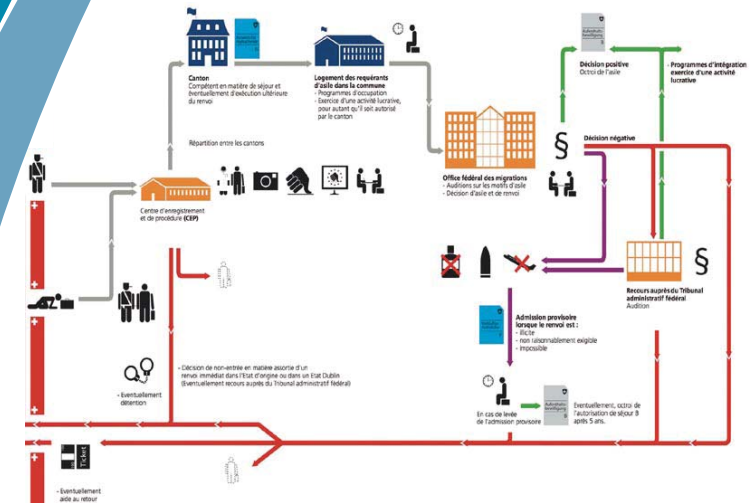 Canton
Compétent en matière de séjour et
éventuellement d'exécution ultérieure
du renvoi
Logement des requérants
d'asile dans la commune
- Programmes d'occupation
- Exercice d'une activité lucrative,
pour autant qu'il soit autorisé
par le canton
Décision positive
Octroi de l'asile
- Programmes d'intégration
exercice d'une activité
lucrative
Répartition entre les cantons
§
Décision négative
Office fédéral des migrations
- Auditions sur les motifs d'asile
- Décision d'asile et de renvoi
Centre d'enregistrement
et de procédure (CEP)
§
Recours auprès du Tribunal
administratif fédéral
Audition
Admission provisoire
lorsque le renvoi est :
- illicite
- non raisonnablement exigible
- impossible
- Décision de non-entrée en matière assortie d'un
renvoi immédiat dans l'Etat d'origine ou dans un Etat Dublin
(Eventuellement recours auprès du Tribunal administratif fédéral)
- Eventuellement
détention
En cas de levée
de l'admission provisoire
Eventuellement, octroi de
l'autorisation de séjour B
après 5 ans.
Ticket
- Eventuellement
aide au retour